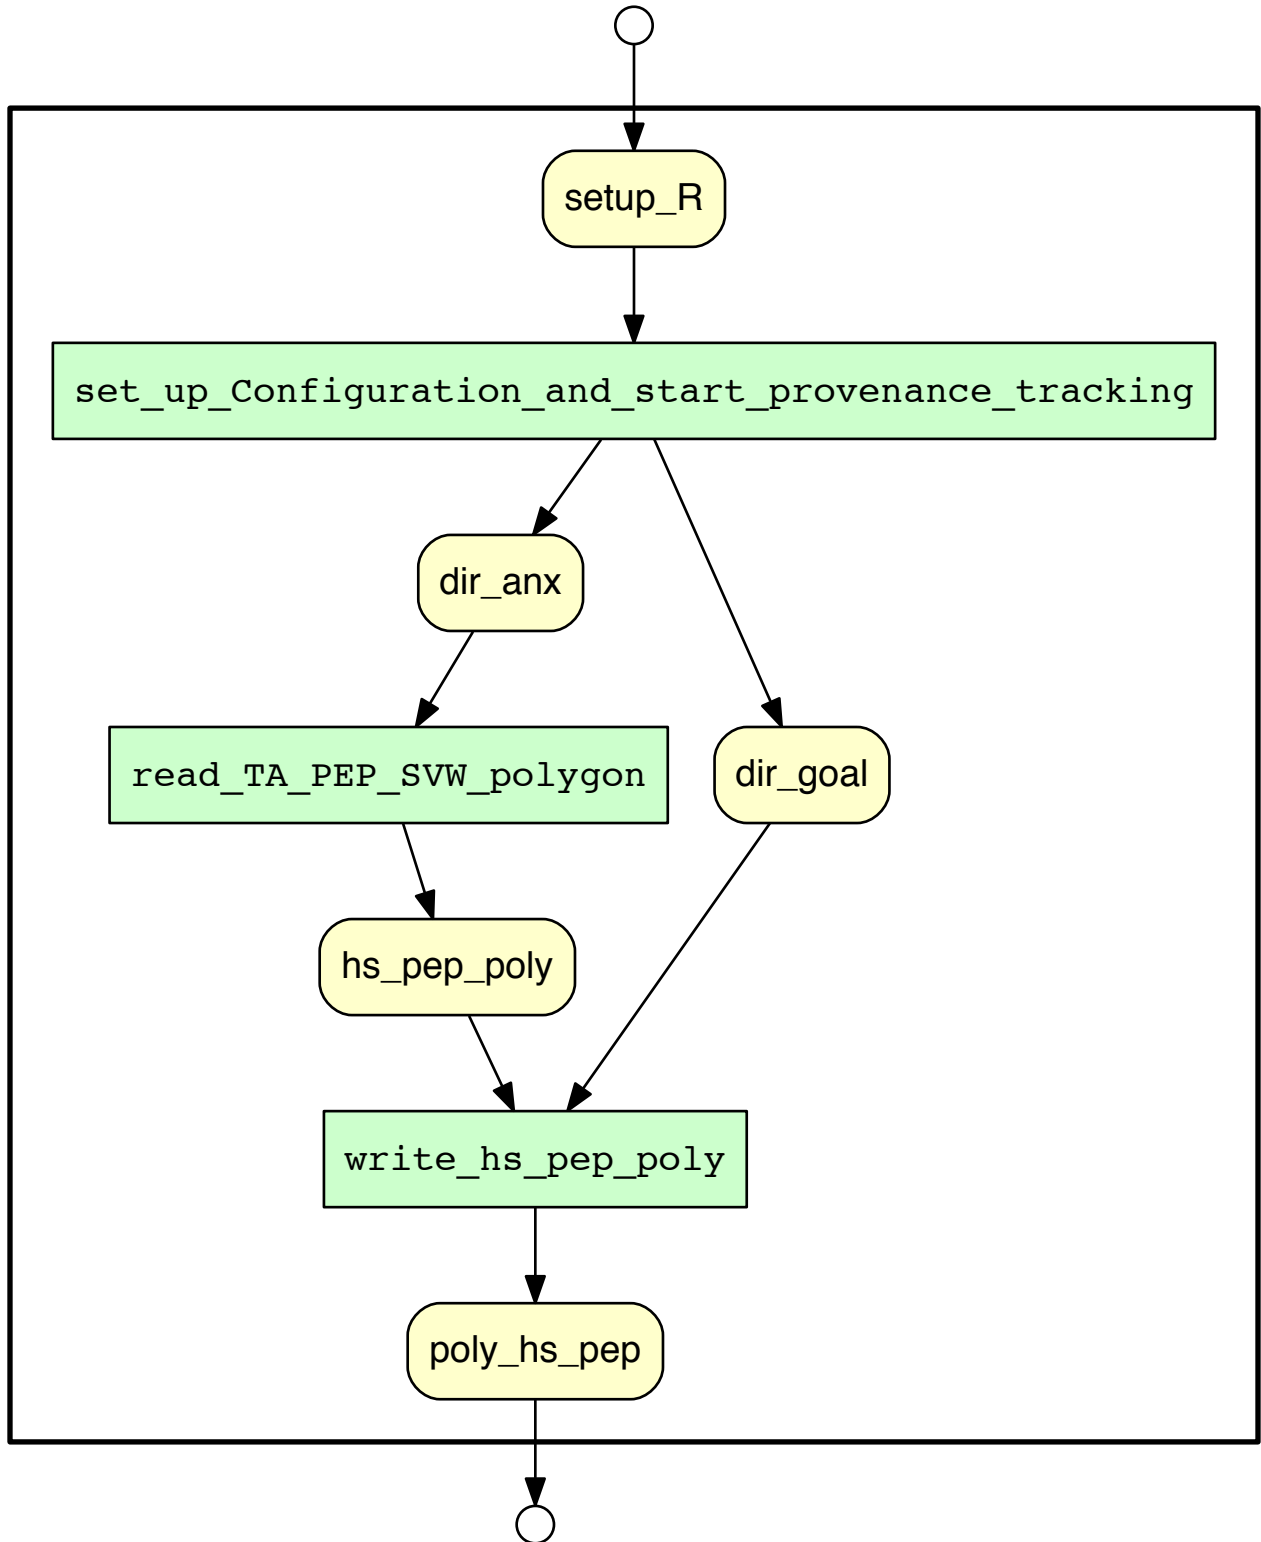 setup_R
set_up_Configuration_and_start_provenance_tracking
dir_anx
read_TA_PEP_SVW_polygon
dir_goal
hs_pep_poly
write_hs_pep_poly
poly_hs_pep